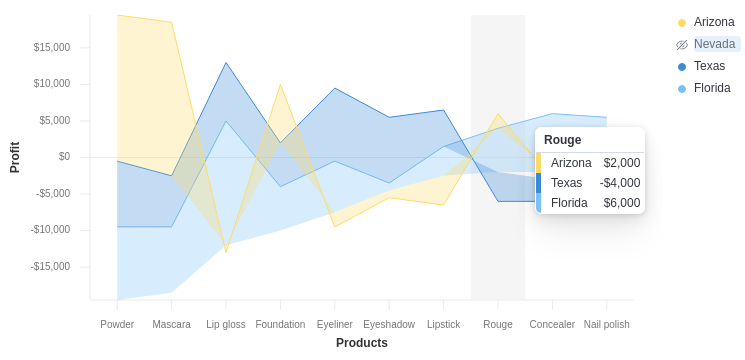 Profit
$15,000
$10,000
$5,000
$0
-$5,000
-$10,000
-$15,000
Powder Mascara Lip gloss Foundation Eyeliner Eyeshadow Lipstick Rouge Concealer Nail polish
Products
Arizona
Nevada
Texas
Florida
Rouge
Arizona $2,000
Texas -$4,000
Florida $6,000